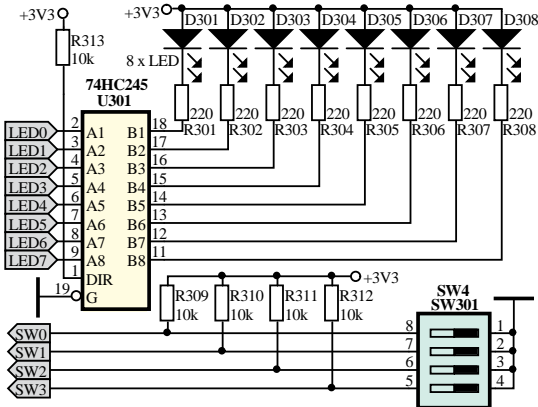 +3V3
+3V3
D301 D302 D303 D304 D305 D306 D307 D308
R313
10k
8 x LED
74HC245
U301
220 220 220 220 220 220 220 220
R301 R302 R303 R304 R305 R306 R307 R308
LED0 2 A1 B1 18
LED1 3 A2 B2 17
LED2 4 A3 B3 16
LED3 5 A4 B4 15
LED4 6 A5 B5 14
LED5 7 A6 B6 13
LED6 8 A7 B7 12
LED7 9 A8 B8 11
1 DIR
19 G
+3V3
R309 R310 R311 R312
10k 10k 10k 10k
SW4
SW301
SW0 8 1
SW1 7 2
SW2 6 3
SW3 5 4